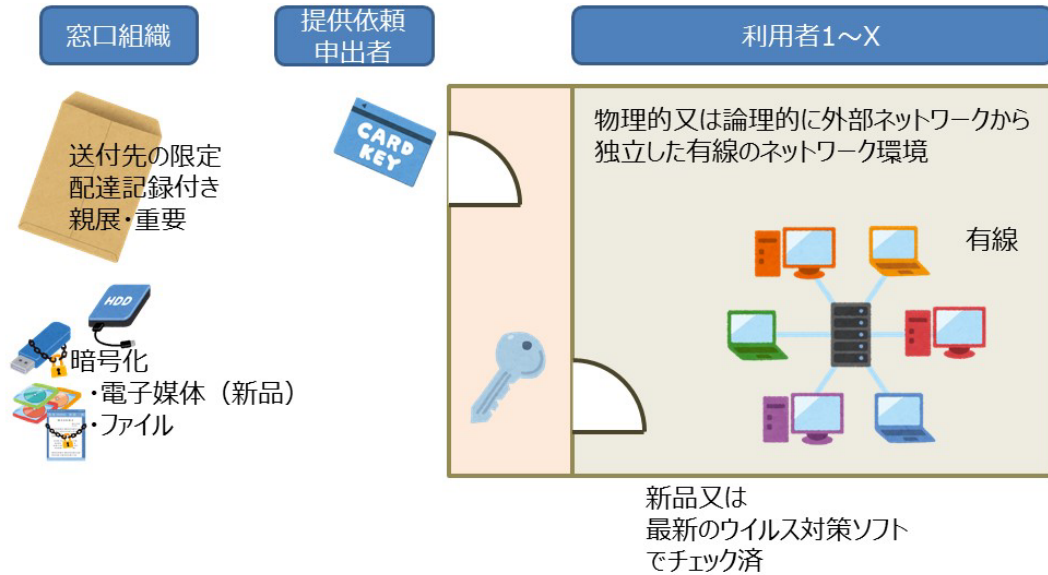 窓口組織
提供依頼
申出者
利用者1～X
送付先の限定
配達記録付き
親展・重要
CARD
KEY
物理的又は論理的に外部ネットワークから
独立した有線のネットワーク環境
有線
HDD
暗号化
・電子媒体（新品）
・ファイル
新品又は
最新のウイルス対策ソフト
でチェック済